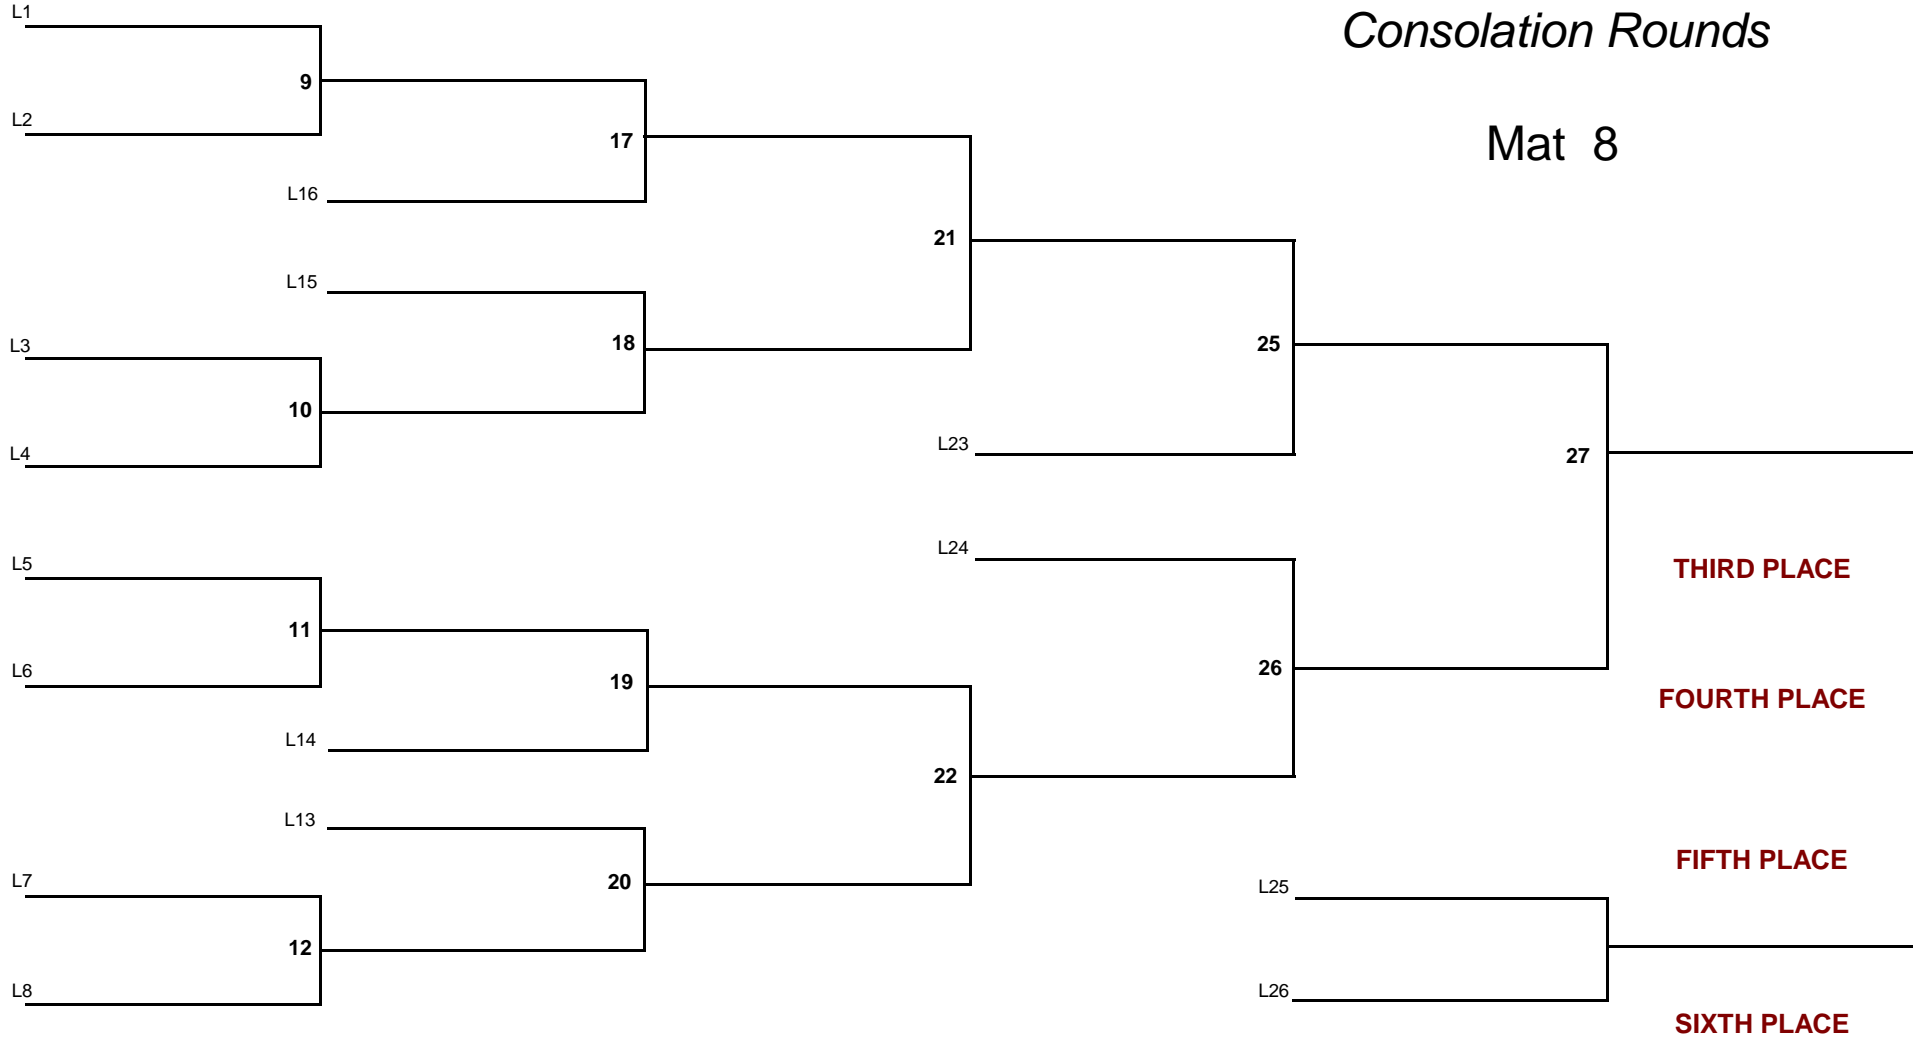 L1
Consolation Rounds
9
L2
Mat 8
17
L16
21
L15
18
25
L3
10
L23
L4
27
L24
L5
THIRD PLACE
11
26
L6
19
FOURTH PLACE
L14
22
L13
FIFTH PLACE
L7
20
L25
12
L8
L26
SIXTH PLACE